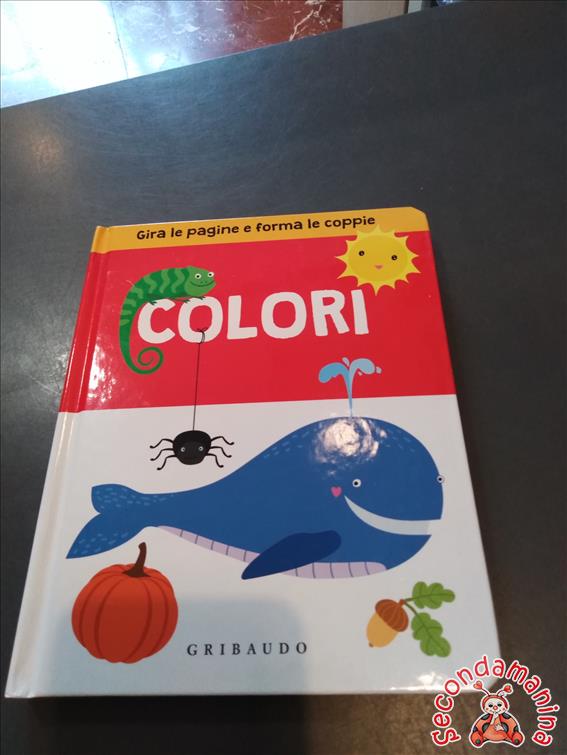 Gira le pagine e forma le coppie
COLORI
GRIBAUDO
Secondamanina